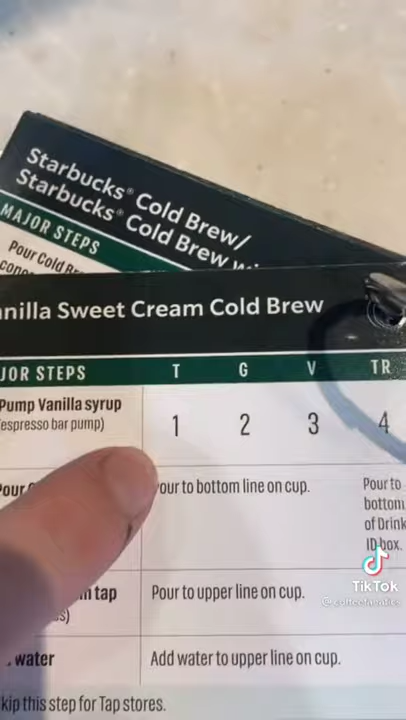 Starbucks® Cold Brew/
Starbucks® Cold Brew
MAJOR STEPS
Pour Cold
anilla Sweet Cream Cold Brew
JOR STEPS T G V TR
Pump Vanilla syrup
espresso bar pump) 1 2 3 4
our to bottom line on cup.
Pour to
bottom
of Drink
ID box.
tap
Pour to upper line on cup.
water
Add water to upper line on cup.
kip this step for Tap stores.
TikTok
@coffeefanatics